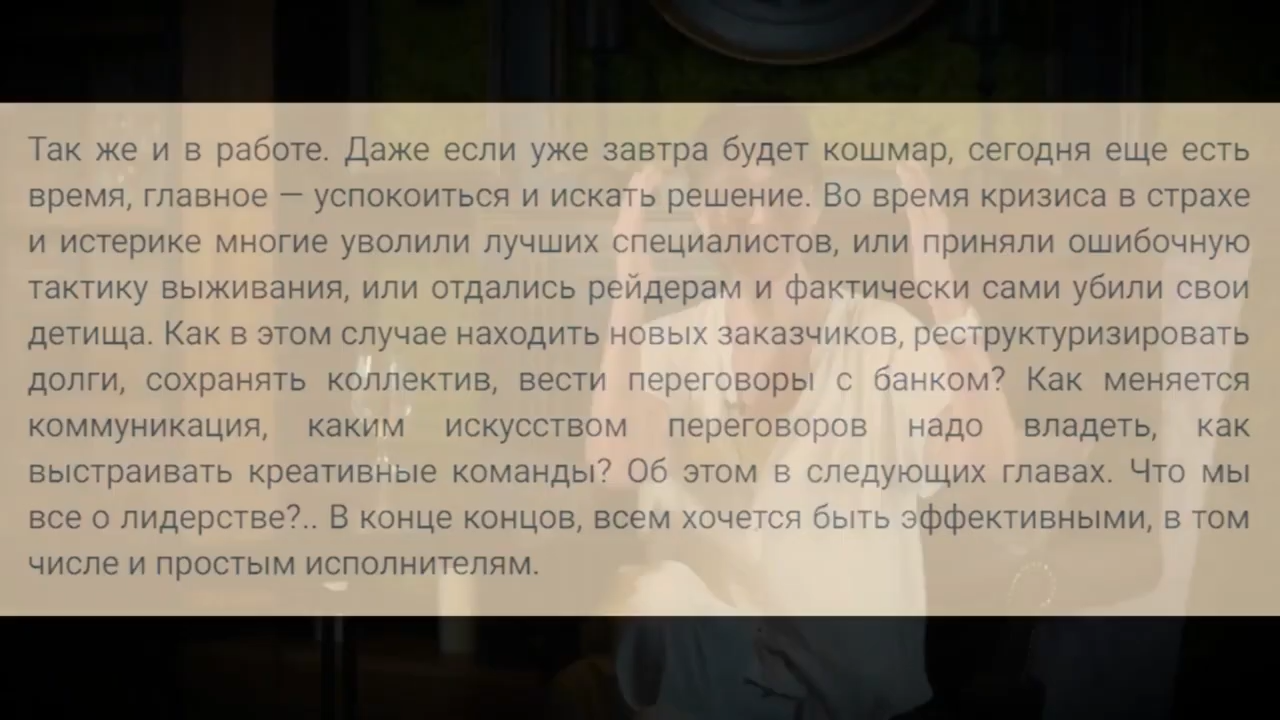 Так же и в работе. Даже если уже завтра будет кошмар, сегодня еще есть
время, главное — успокоиться и искать решение. Во время кризиса в страхе
и истерике многие уволили лучших специалистов, или приняли ошибочную
тактику выживания, или отдались рейдерам и фактически сами убили свои
детища. Как в этом случае находить новых заказчиков, реструктуризировать
долги, сохранять коллектив, вести переговоры с банком? Как меняется
коммуникация, каким искусством переговоров надо владеть, как
выстраивать креативные команды? Об этом в следующих главах. Что мы
все о лидерстве?.. В конце концов, всем хочется быть эффективными, в том
числе и простым исполнителям.